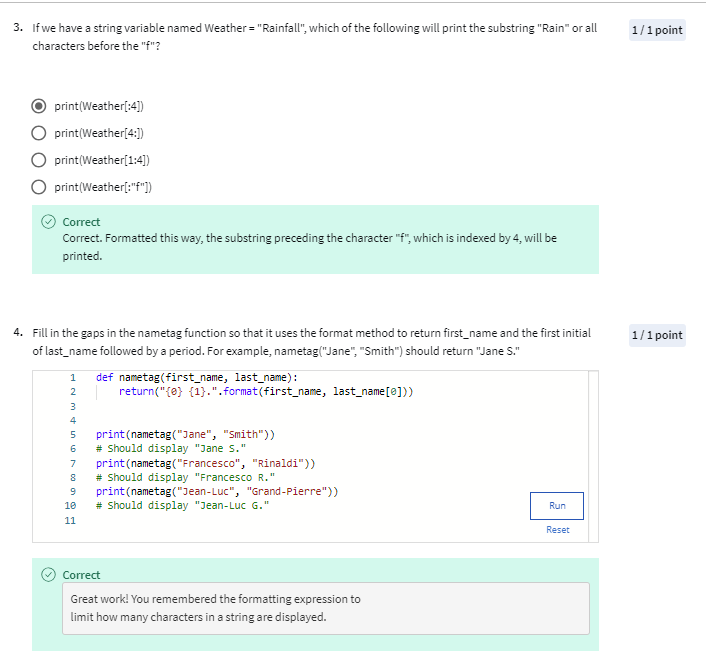 3. If we have a string variable named Weather = "Rainfall", which of the following will print the substring "Rain" or all
characters before the "f"?
1 / 1 point
print(Weather[:4])
print(Weather[4:])
print(Weather[1:4])
print(Weather[:"f"])
Correct
Correct. Formatted this way, the substring preceding the character "f", which is indexed by 4, will be
printed.
4. Fill in the gaps in the nametag function so that it uses the format method to return first_name and the first initial
of last_name followed by a period. For example, nametag("Jane", "Smith") should return "Jane S."
1 / 1 point
1 def nametag(first_name, last_name):
2 return("{0} {1}.".format(first_name, last_name[0]))
3
4
5 print(nametag("Jane", "Smith"))
6 # Should display "Jane S."
7 print(nametag("Francesco", "Rinaldi"))
8 # Should display "Francesco R."
9 print(nametag("Jean-Luc", "Grand-Pierre"))
10 # Should display "Jean-Luc G."
11
Run
Reset
Correct
Great work! You remembered the formatting expression to
limit how many characters in a string are displayed.